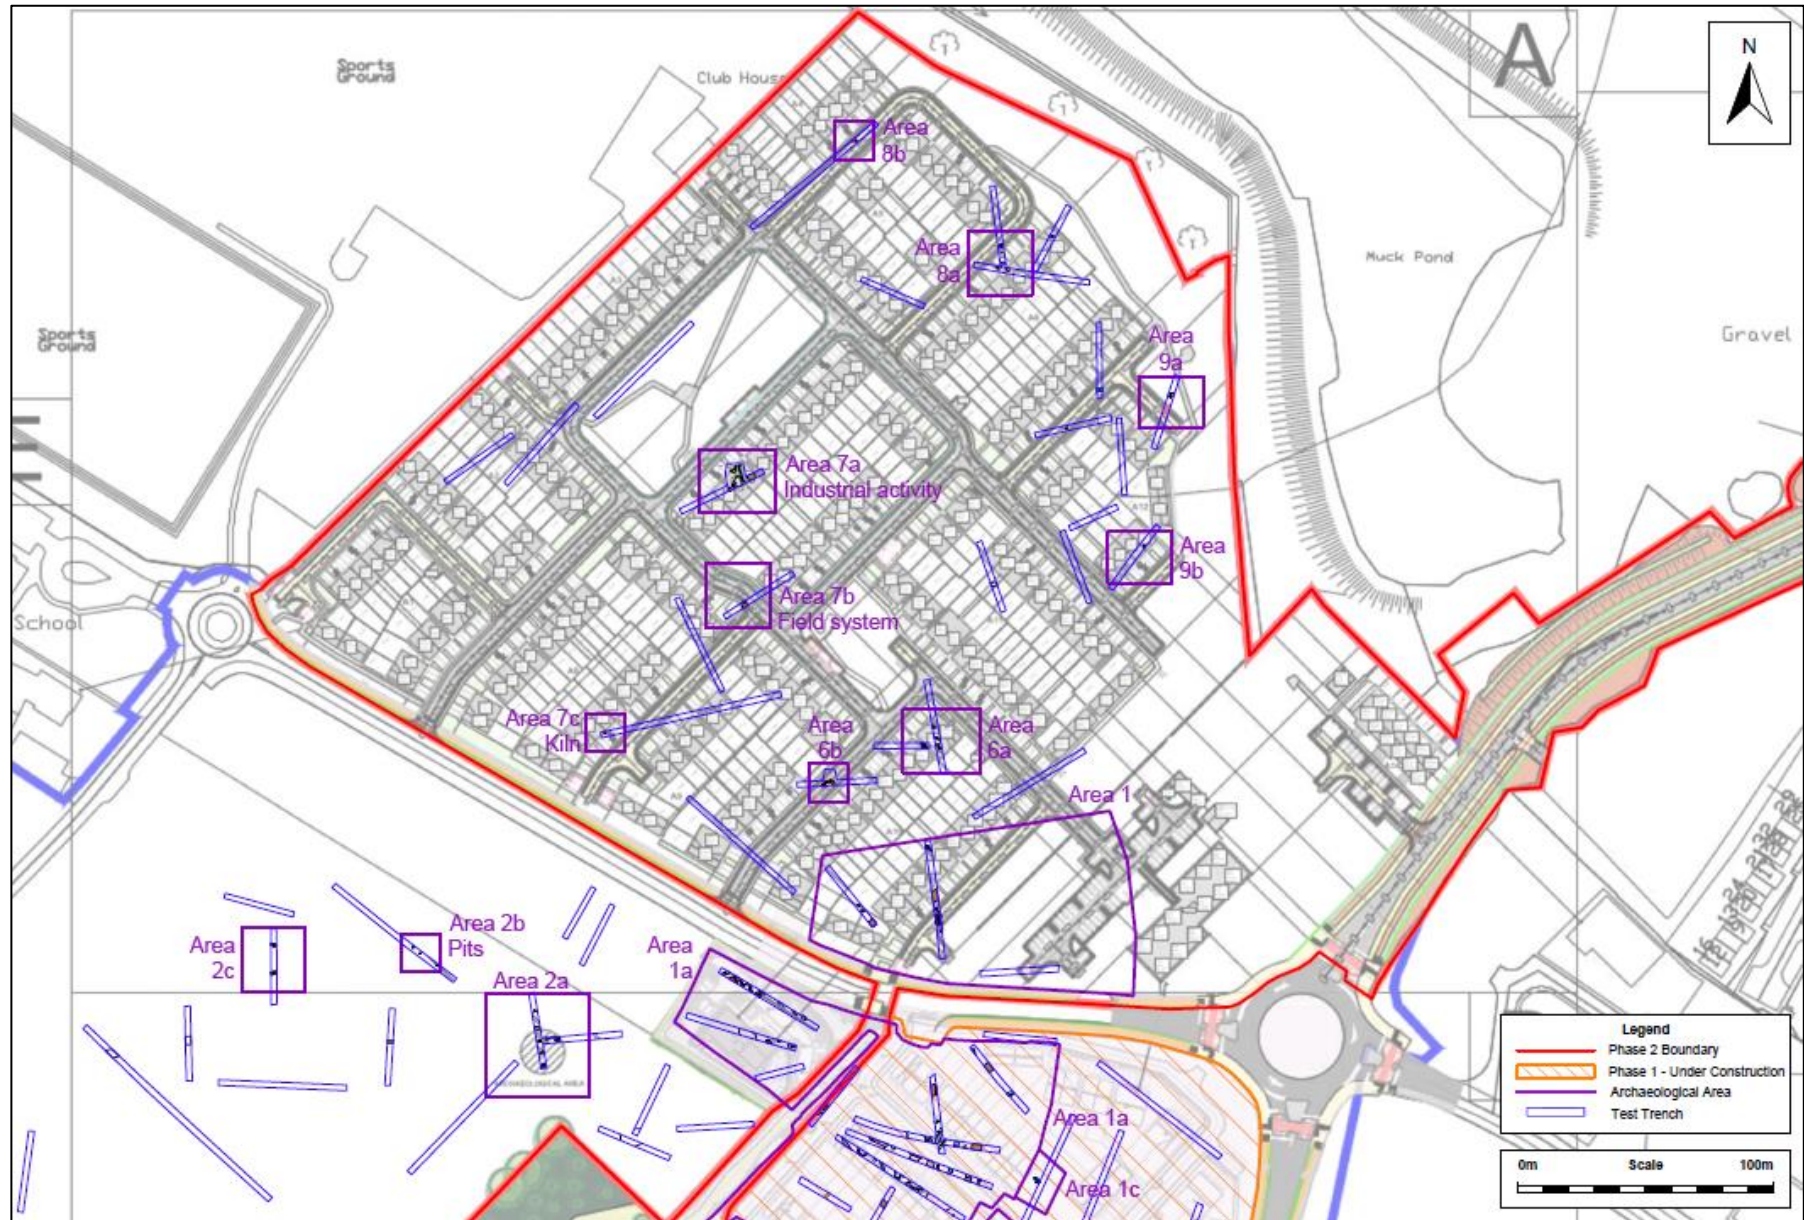 Sports
Ground
Club House
A
N
Area
8b
Area
8a
Muck Pond
Sports
Ground
Gravel
Area
9a
Area 7a
Industrial activity
Area
9b
Area 7b
Field system
School
Area 7c
Kiln
Area
6b
Area
6a
Area 1
Area 2b
Pits
Area
2c
Area
1a
Area 2a
ARCHAEOLOGICAL AREA
Area 1a
Area 1c
Legend
Phase 2 Boundary
Phase 1 - Under Construction
Archaeological Area
Test Trench
0m Scale 100m